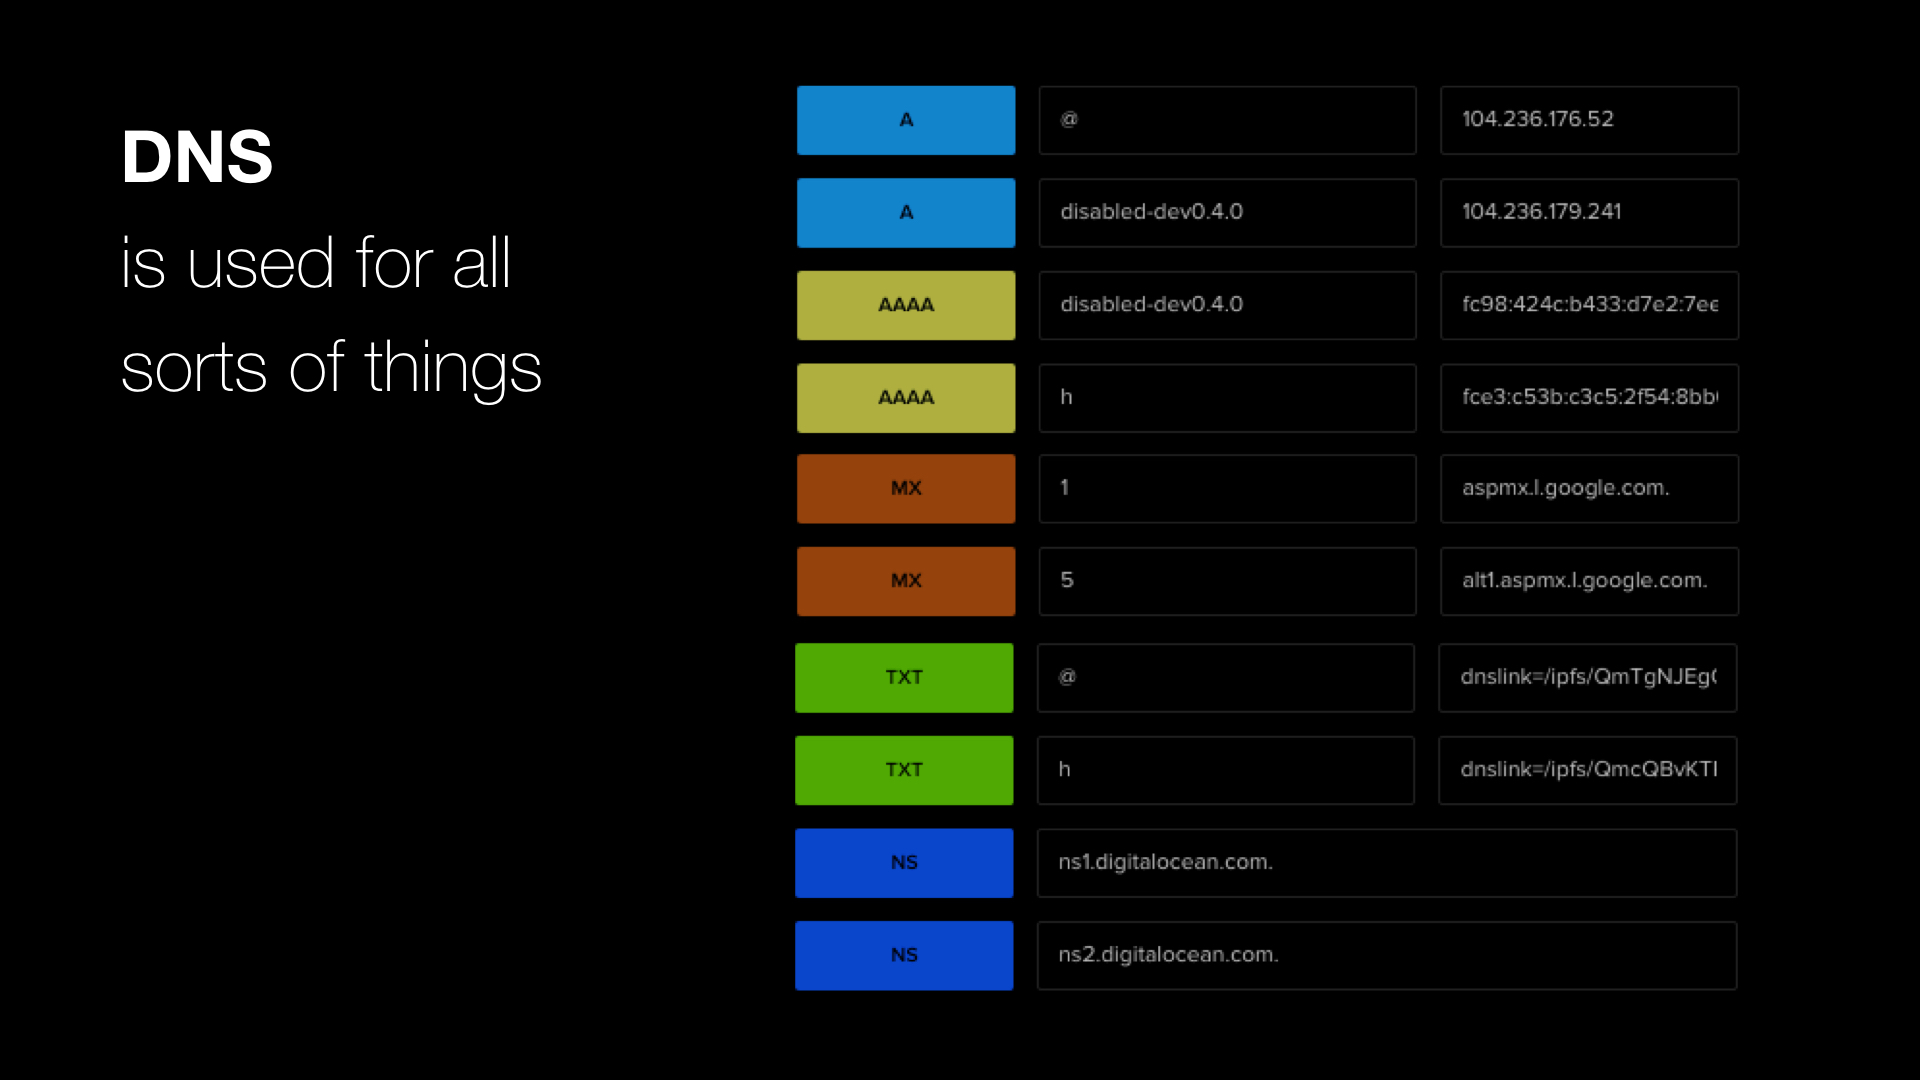 DNS
is used for all
sorts of things
A @ 104.236.176.52
A disabled-dev0.4.0 104.236.179.241
AAAA disabled-dev0.4.0 fc98:424c:b433:d7e2:7ee
AAAA h fce3:c53b:c3c5:2f54:8bb
MX 1 aspmx.l.google.com.
MX 5 alt1.aspmx.l.google.com.
TXT @ dnslink=/ipfs/QmTgNJEg
TXT h dnslink=/ipfs/QmcQBvKT
NS ns1.digitalocean.com.
NS ns2.digitalocean.com.